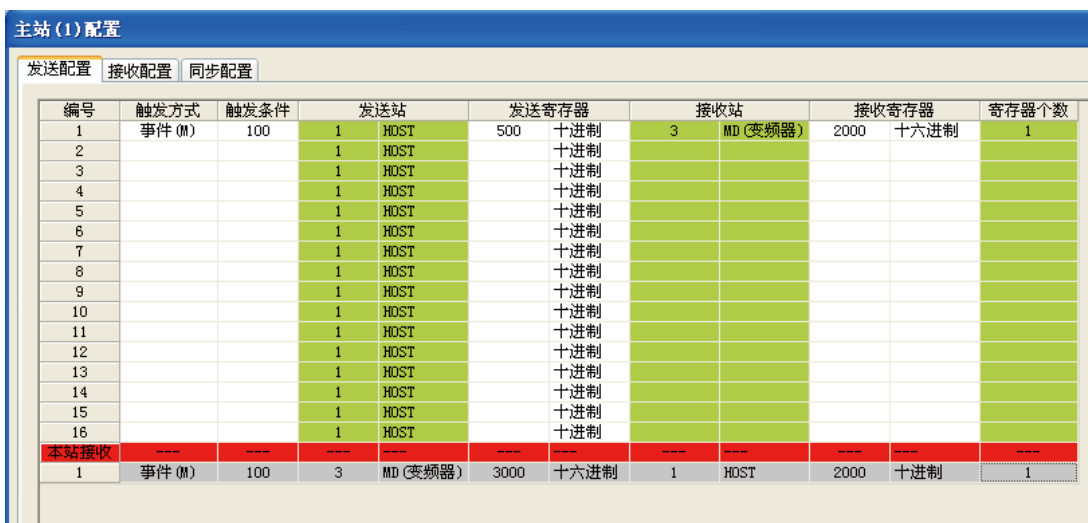 主站(1)配置
发送配置 接收配置 同步配置
编号 触发方式 触发条件 发送站 发送寄存器 接收站 接收寄存器 寄存器个数
1 事件(M) 100 1 HOST 500 十进制 3 MD(变频器) 2000 十六进制 1
2 1 HOST 十进制
3 1 HOST 十进制
4 1 HOST 十进制
5 1 HOST 十进制
6 1 HOST 十进制
7 1 HOST 十进制
8 1 HOST 十进制
9 1 HOST 十进制
10 1 HOST 十进制
11 1 HOST 十进制
12 1 HOST 十进制
13 1 HOST 十进制
14 1 HOST 十进制
15 1 HOST 十进制
16 1 HOST 十进制
本站接收 --- --- --- --- --- --- --- --- --- --- ---
1 事件(M) 100 3 MD(变频器) 3000 十六进制 1 HOST 2000 十进制 1